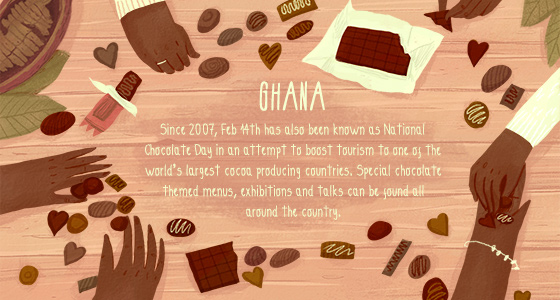 GHANA
Since 2007, Feb 14th has also been known as National
Chocolate Day in an attempt to boost tourism to one of the
world's largest cocoa producing countries. Special chocolate
themed menus, exhibitions and talks can be found all
around the country.